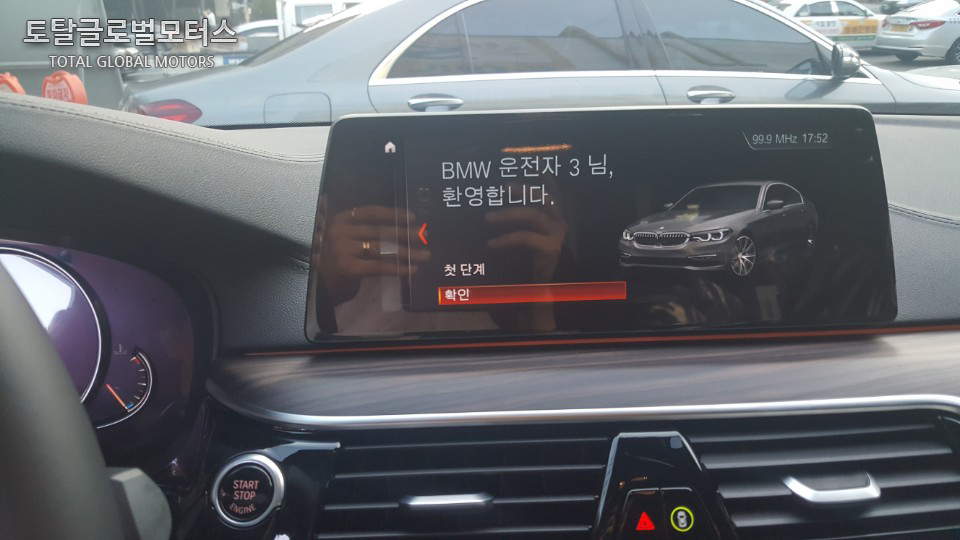 토탈글로벌모터스
TOTAL GLOBAL MOTORS
99.9 MHz 17:52
BMW 운전자 3 님,
환영합니다.
첫 단계
확인
START
STOP
ENGINE